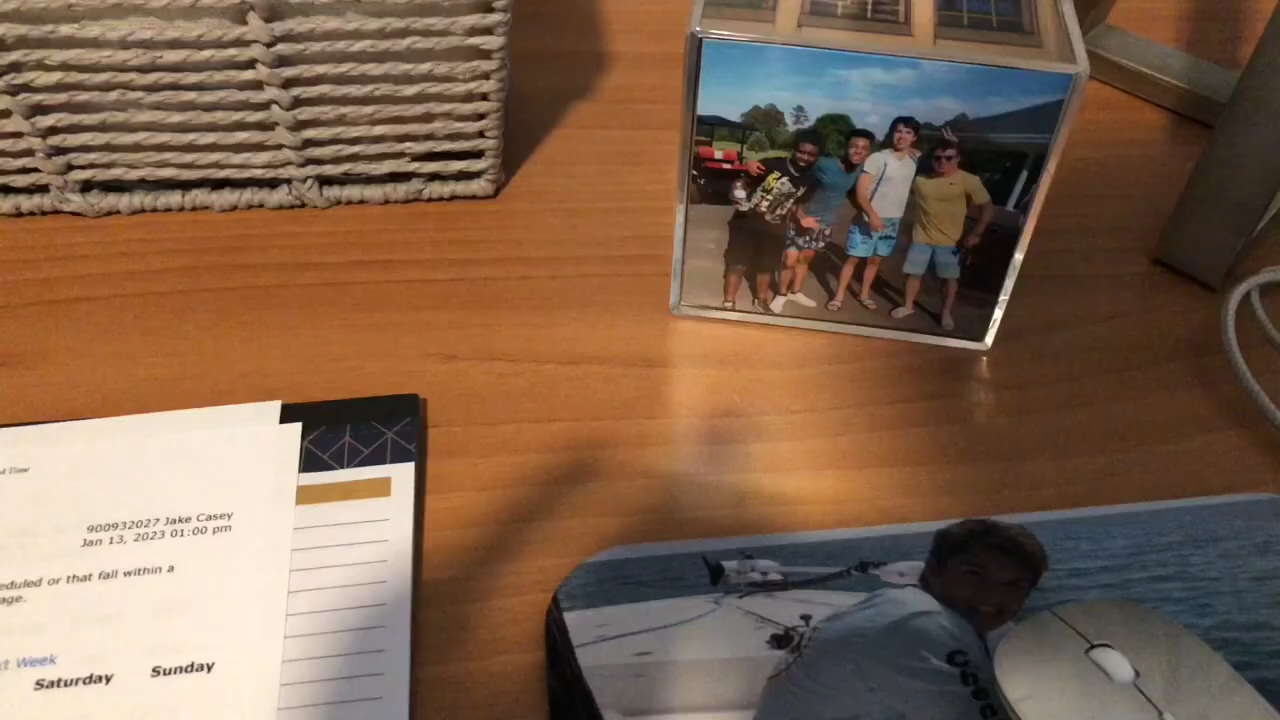 d Time
900932027 Jake Casey
Jan 13, 2023 01:00 pm
eduled or that fall within a
age.
xt Week
Saturday Sunday